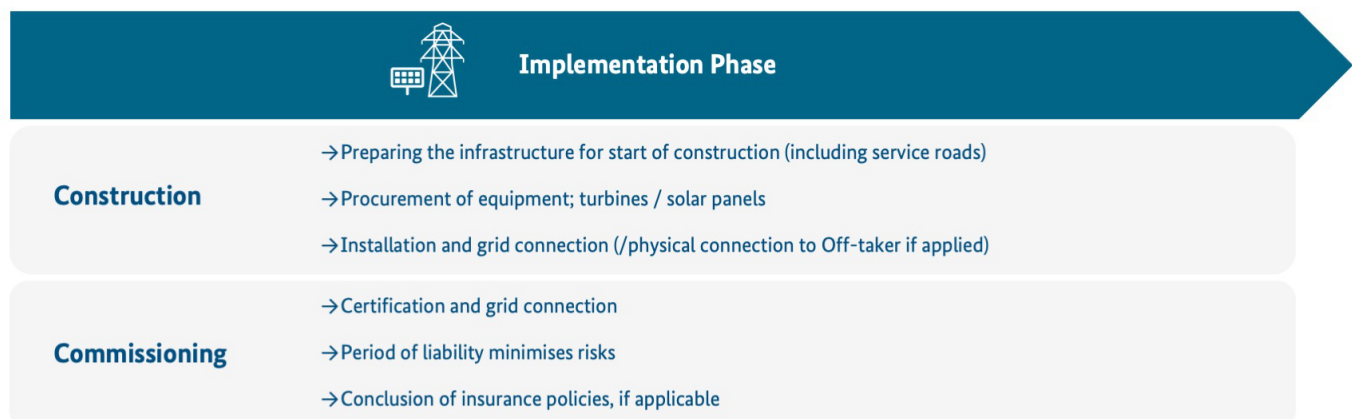 Implementation Phase
Construction
→Preparing the infrastructure for start of construction (including service roads)
→Procurement of equipment; turbines / solar panels
→Installation and grid connection (/physical connection to Off-taker if applied)
Commissioning
→Certification and grid connection
→Period of liability minimises risks
→Conclusion of insurance policies, if applicable